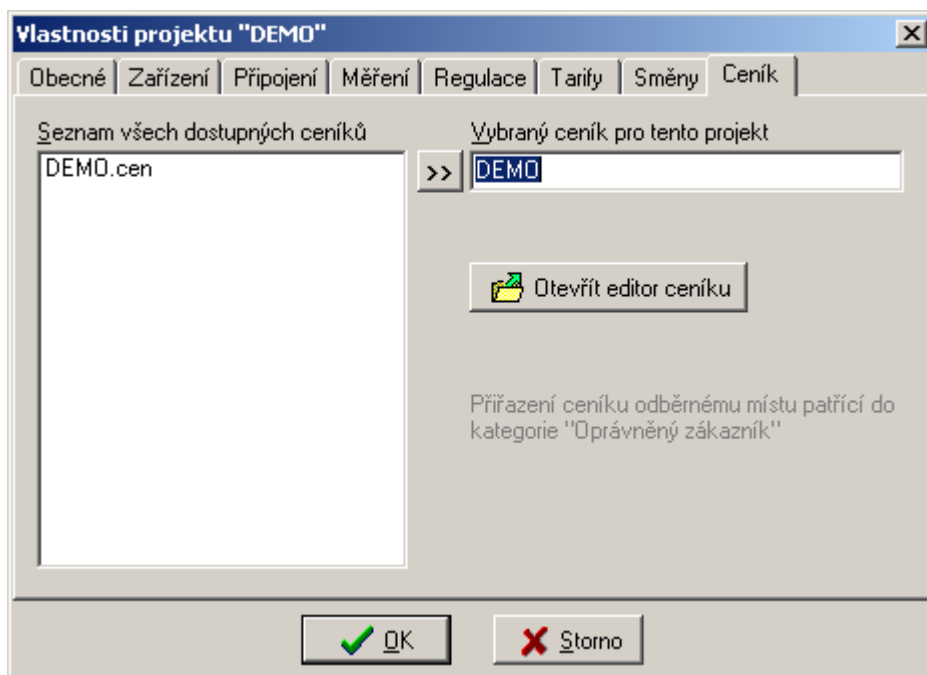 Vlastnosti projektu "DEMO"
Obecné Zařízení Připojení Měření Regulace Tarify Směny Ceník
Seznam všech dostupných ceníků
DEMO.cen
>>
Vybraný ceník pro tento projekt
DEMO
Otevřít editor ceníku
Přiřazení ceníku odběrnému místu patřící do
kategorie "Oprávněný zákazník"
OK
Storno